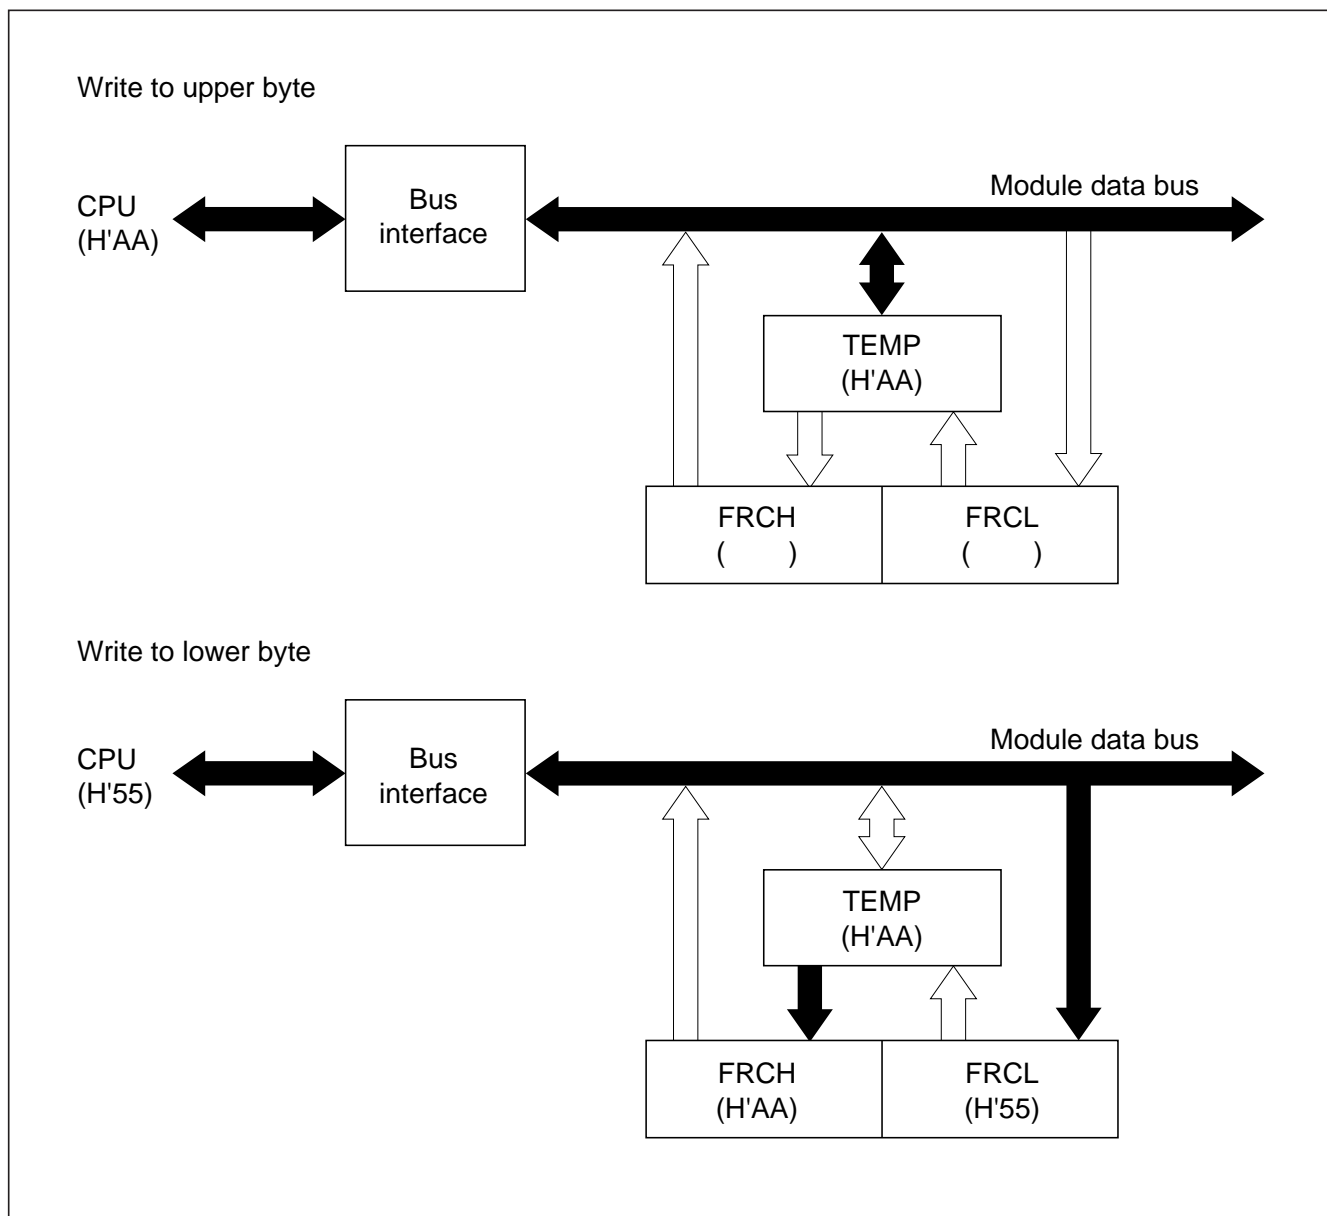 Write to upper byte
CPU
(H'AA)
Bus
interface
Module data bus
TEMP
(H'AA)
FRCH
(        )
FRCL
(        )
Write to lower byte
CPU
(H'55)
Bus
interface
Module data bus
TEMP
(H'AA)
FRCH
(H'AA)
FRCL
(H'55)